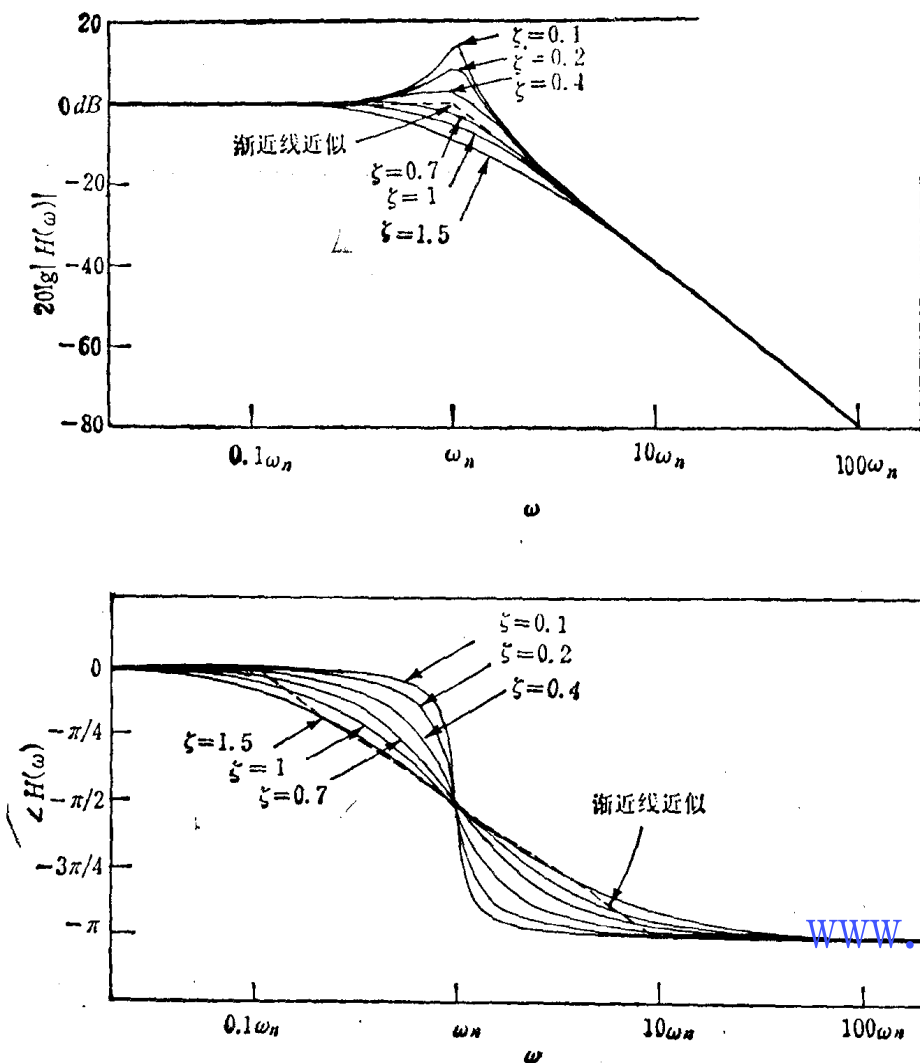 20
ζ=0.1
ζ=0.2
ζ=0.4
0dB
渐近线近似
ζ=0.7
ζ=1
ζ=1.5
-20
-40
-60
-80
20lg|H(ω)|
0.1ωn
ωn
10ωn
100ωn
ω
ζ=0.1
ζ=0.2
ζ=0.4
0
-π/4
-π/2
-3π/4
-π
∠H(ω)
ζ=1.5
ζ=1
ζ=0.7
渐近线近似
WWW.
0.1ωn
ωn
10ωn
100ωn
ω